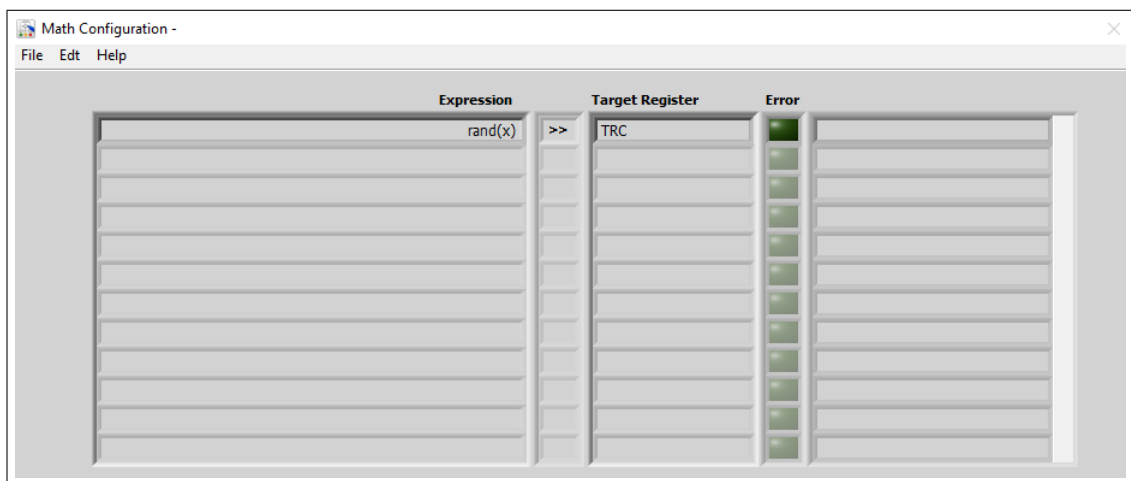 Math Configuration -
File Edt Help
Expression Target Register Error
rand(x) >> TRC